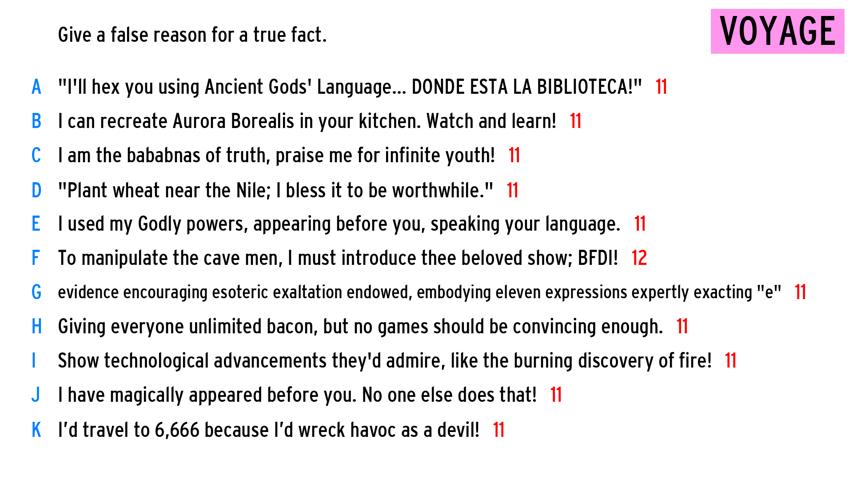 Give a false reason for a true fact.
VOYAGE
A "I'll hex you using Ancient Gods' Language... DONDE ESTA LA BIBLIOTECA!" 11
B I can recreate Aurora Borealis in your kitchen. Watch and learn! 11
C I am the bababnas of truth, praise me for infinite youth! 11
D "Plant wheat near the Nile; I bless it to be worthwhile." 11
E I used my Godly powers, appearing before you, speaking your language. 11
F To manipulate the cave men, I must introduce thee beloved show; BFDI! 12
G evidence encouraging esoteric exaltation endowed, embodying eleven expressions expertly exacting "e" 11
H Giving everyone unlimited bacon, but no games should be convincing enough. 11
I Show technological advancements they'd admire, like the burning discovery of fire! 11
J I have magically appeared before you. No one else does that! 11
K I'd travel to 6,666 because I'd wreck havoc as a devil! 11